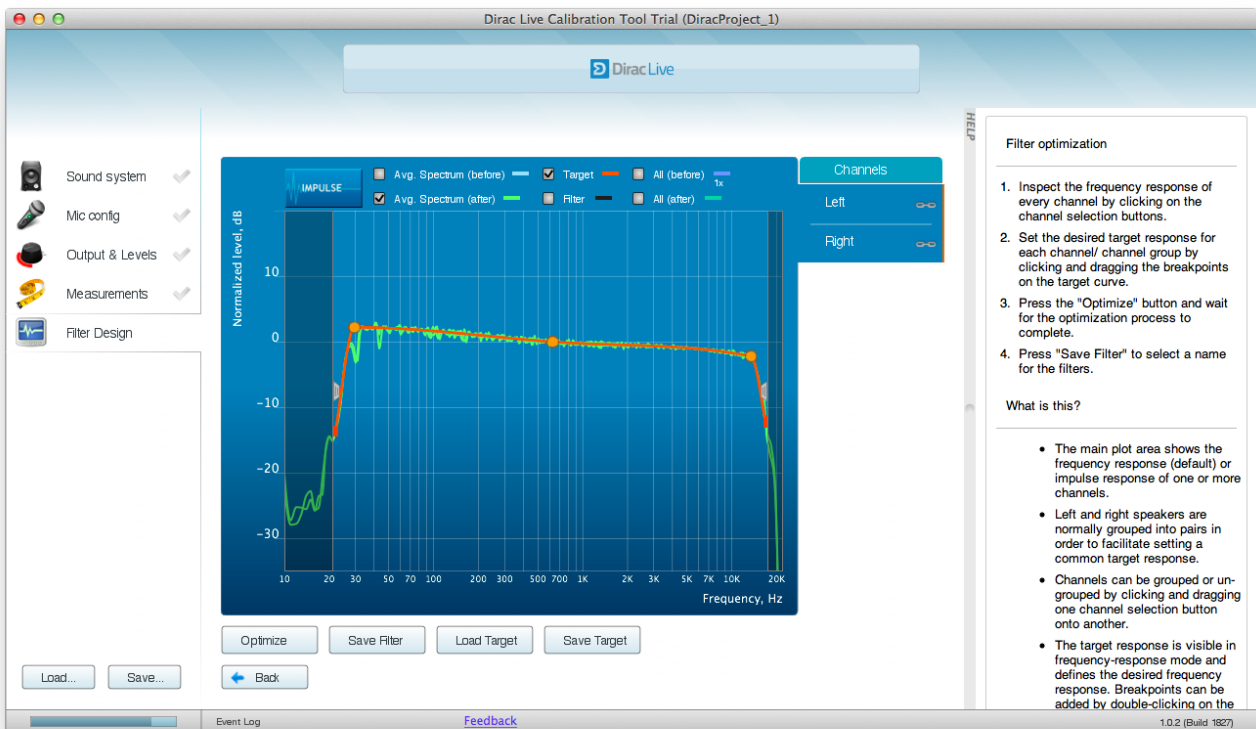 Dirac Live Calibration Tool Trial (DiracProject_1)
Dirac Live
Sound system
Mic config
Output & Levels
Measurements
Filter Design
IMPULSE
Avg. Spectrum (before)
Target
All (before)
1x
Avg. Spectrum (after)
Filter
All (after)
Normalized level, dB
10
0
-10
-20
-30
10 20 30 50 70 100 200 300 500 700 1K 2K 3K 5K 7K 10K 20K
Frequency, Hz
Channels
Left
Right
Optimize
Save Filter
Load Target
Save Target
Back
Load...
Save...
HELP
Filter optimization
1. Inspect the frequency response of
every channel by clicking on the
channel selection buttons.
2. Set the desired target response for
each channel/ channel group by
clicking and dragging the breakpoints
on the target curve.
3. Press the "Optimize" button and wait
for the optimization process to
complete.
4. Press "Save Filter" to select a name
for the filters.
What is this?
• The main plot area shows the
frequency response (default) or
impulse response of one or more
channels.
• Left and right speakers are
normally grouped into pairs in
order to facilitate setting a
common target response.
• Channels can be grouped or un-
grouped by clicking and dragging
one channel selection button
onto another.
• The target response is visible in
frequency-response mode and
defines the desired frequency
response. Breakpoints can be
added by double-clicking on the
Event Log
Feedback
1.0.2 (Build 1827)